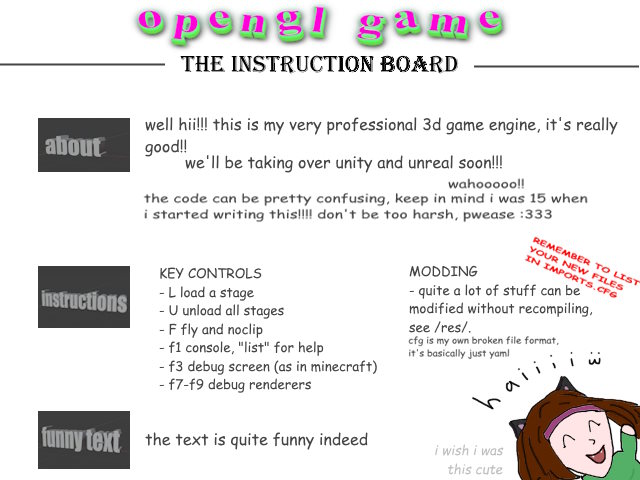 opengl game
THE INSTRUCTION BOARD
about
well hii!!! this is my very professional 3d game engine, it's really
good!!
we'll be taking over unity and unreal soon!!!
wahooooo!!
the code can be pretty confusing, keep in mind i was 15 when
i started writing this!!!! don't be too harsh, pwease :333
instructions
KEY CONTROLS
- L load a stage
- U unload all stages
- F fly and noclip
- f1 console, "list" for help
- f3 debug screen (as in minecraft)
- f7-f9 debug renderers
MODDING
- quite a lot of stuff can be
modified without recompiling,
see /res/.
cfg is my own broken file format,
it's basically just yaml
REMEMBER TO LIST
YOUR NEW FILES
IN IMPORTS.CFG
haiiii :3
funny text
the text is quite funny indeed
i wish i was
this cute